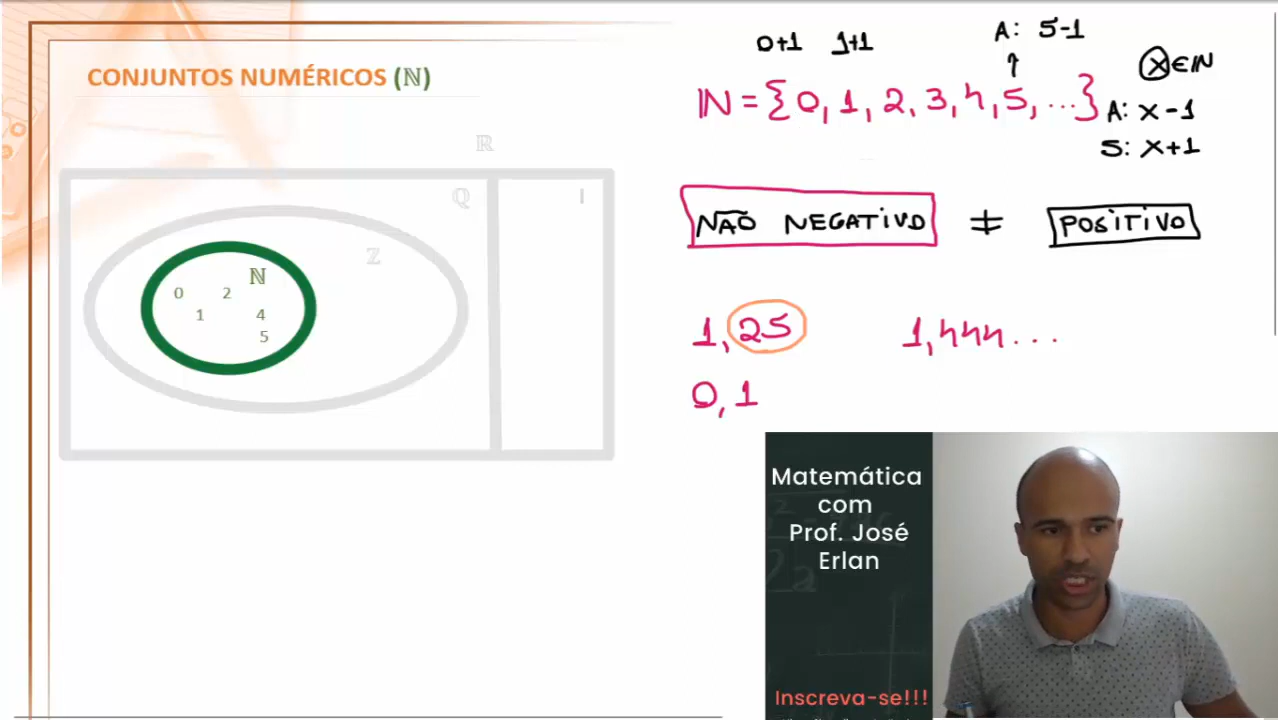 CONJUNTOS NUMÉRICOS (ℕ)
ℝ
ℚ
I
ℤ
ℕ
0 2
1 4
5
0+1 1+1
A: 5-1
ℕ = {0, 1, 2, 3, 4, 5, ...}
x ∈ ℕ
A: x-1
S: x+1
NÃO NEGATIVO ≠ POSITIVO
1,25 1,444...
0,1
Matemática
com
Prof. José
Erlan
Inscreva-se!!!